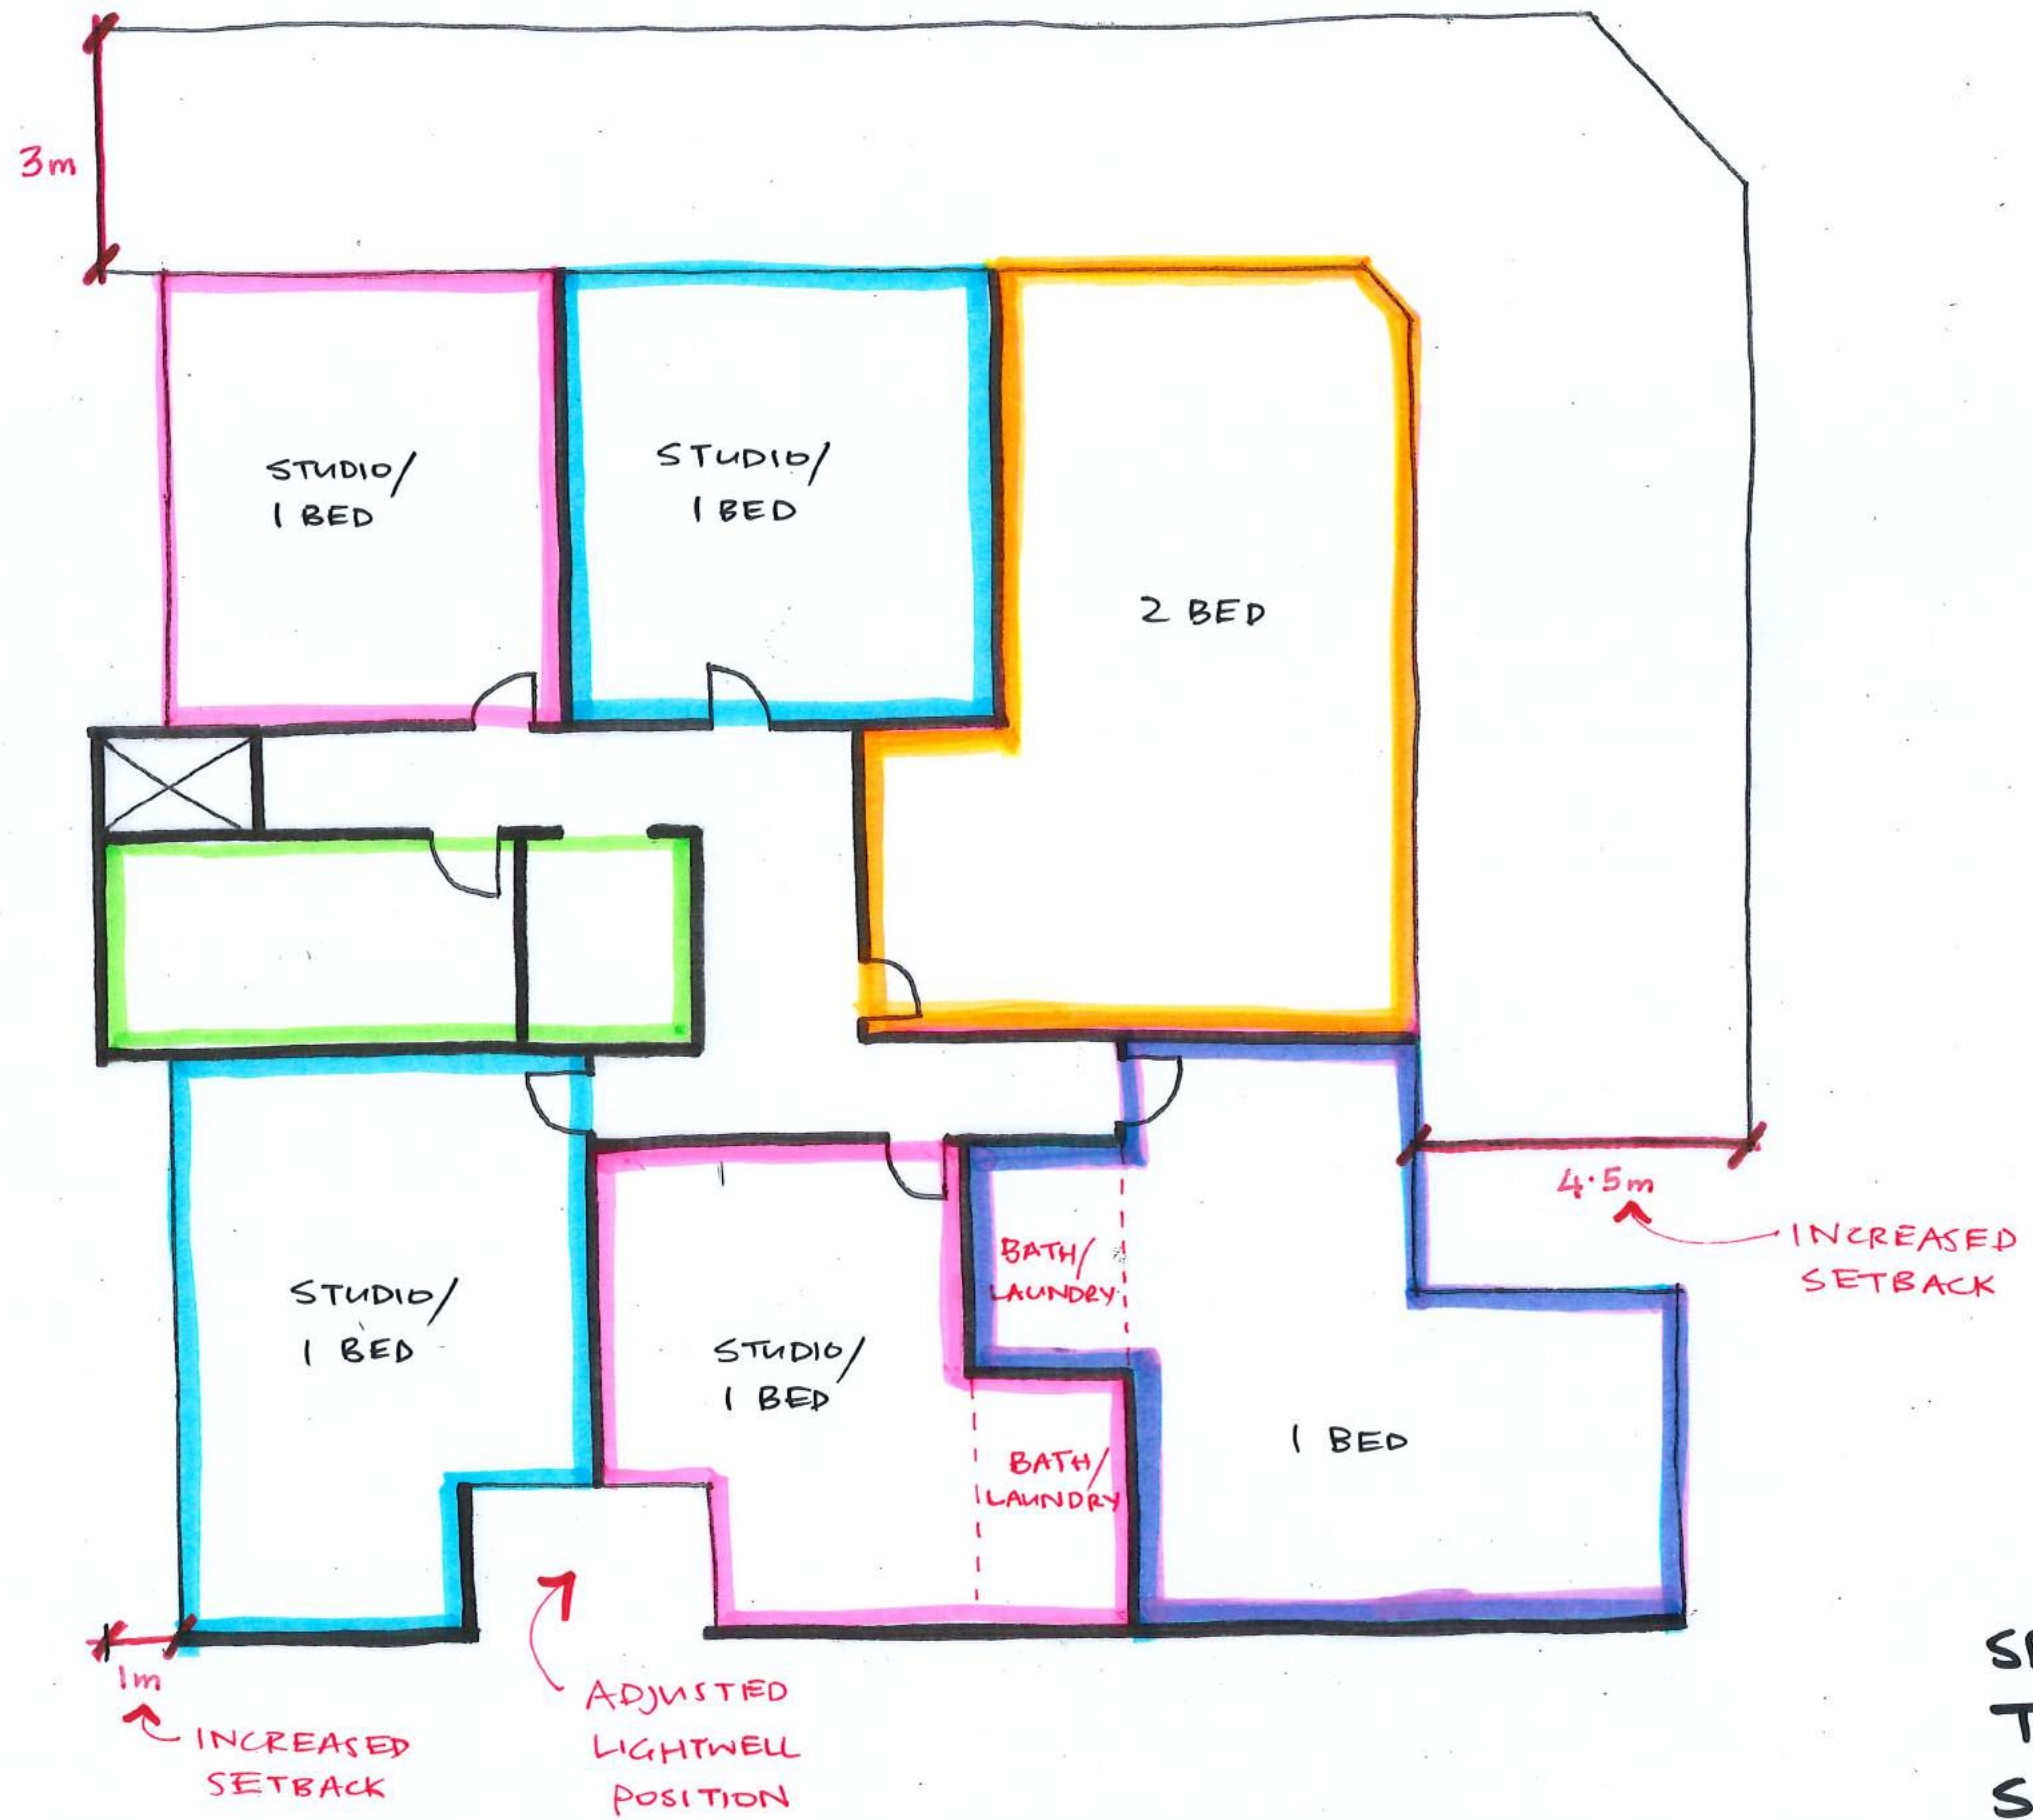 3m
STUDIO/
1 BED
STUDIO/
1 BED
2 BED
4.5m
INCREASED
SETBACK
BATH/
LAUNDRY
STUDIO/
1 BED
STUDIO/
1 BED
1 BED
BATH/
LAUNDRY
1m
INCREASED
SETBACK
ADJUSTED
LIGHTWELL
POSITION